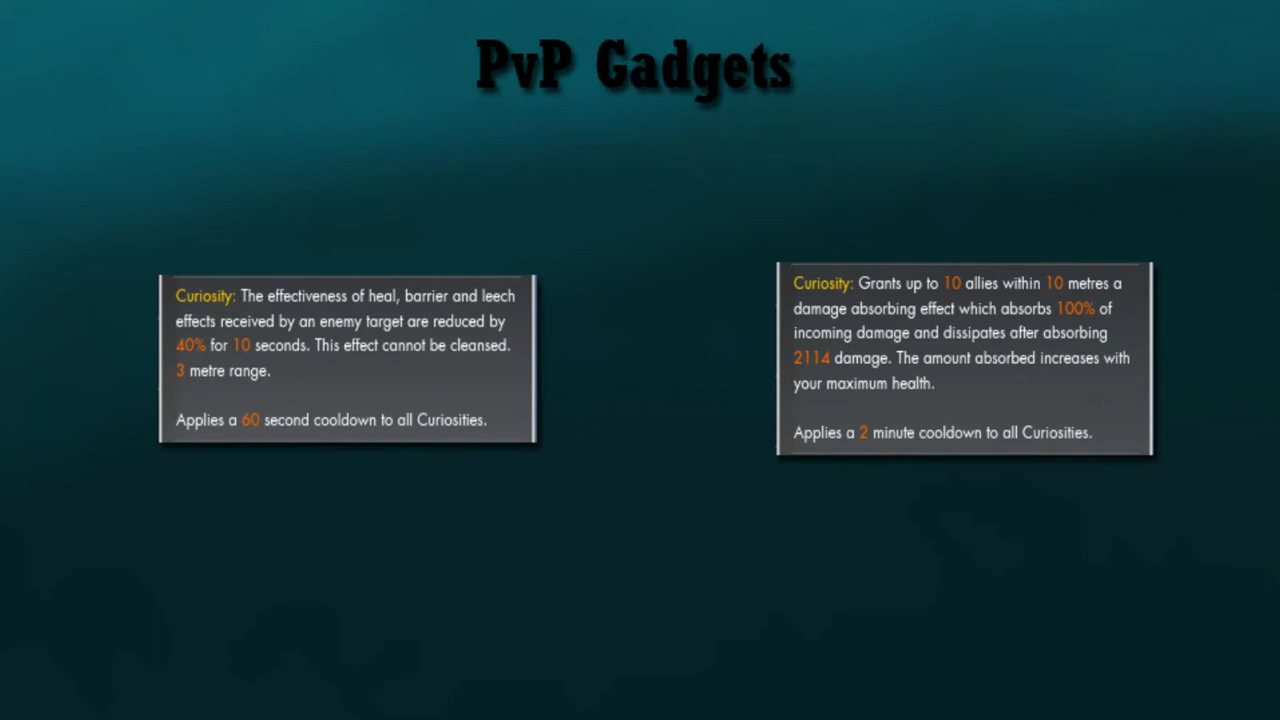 PvP Gadgets
Curiosity: The effectiveness of heal, barrier and leech
effects received by an enemy target are reduced by
40% for 10 seconds. This effect cannot be cleansed.
3 metre range.
Applies a 60 second cooldown to all Curiosities.
Curiosity: Grants up to 10 allies within 10 metres a
damage absorbing effect which absorbs 100% of
incoming damage and dissipates after absorbing
2114 damage. The amount absorbed increases with
your maximum health.
Applies a 2 minute cooldown to all Curiosities.